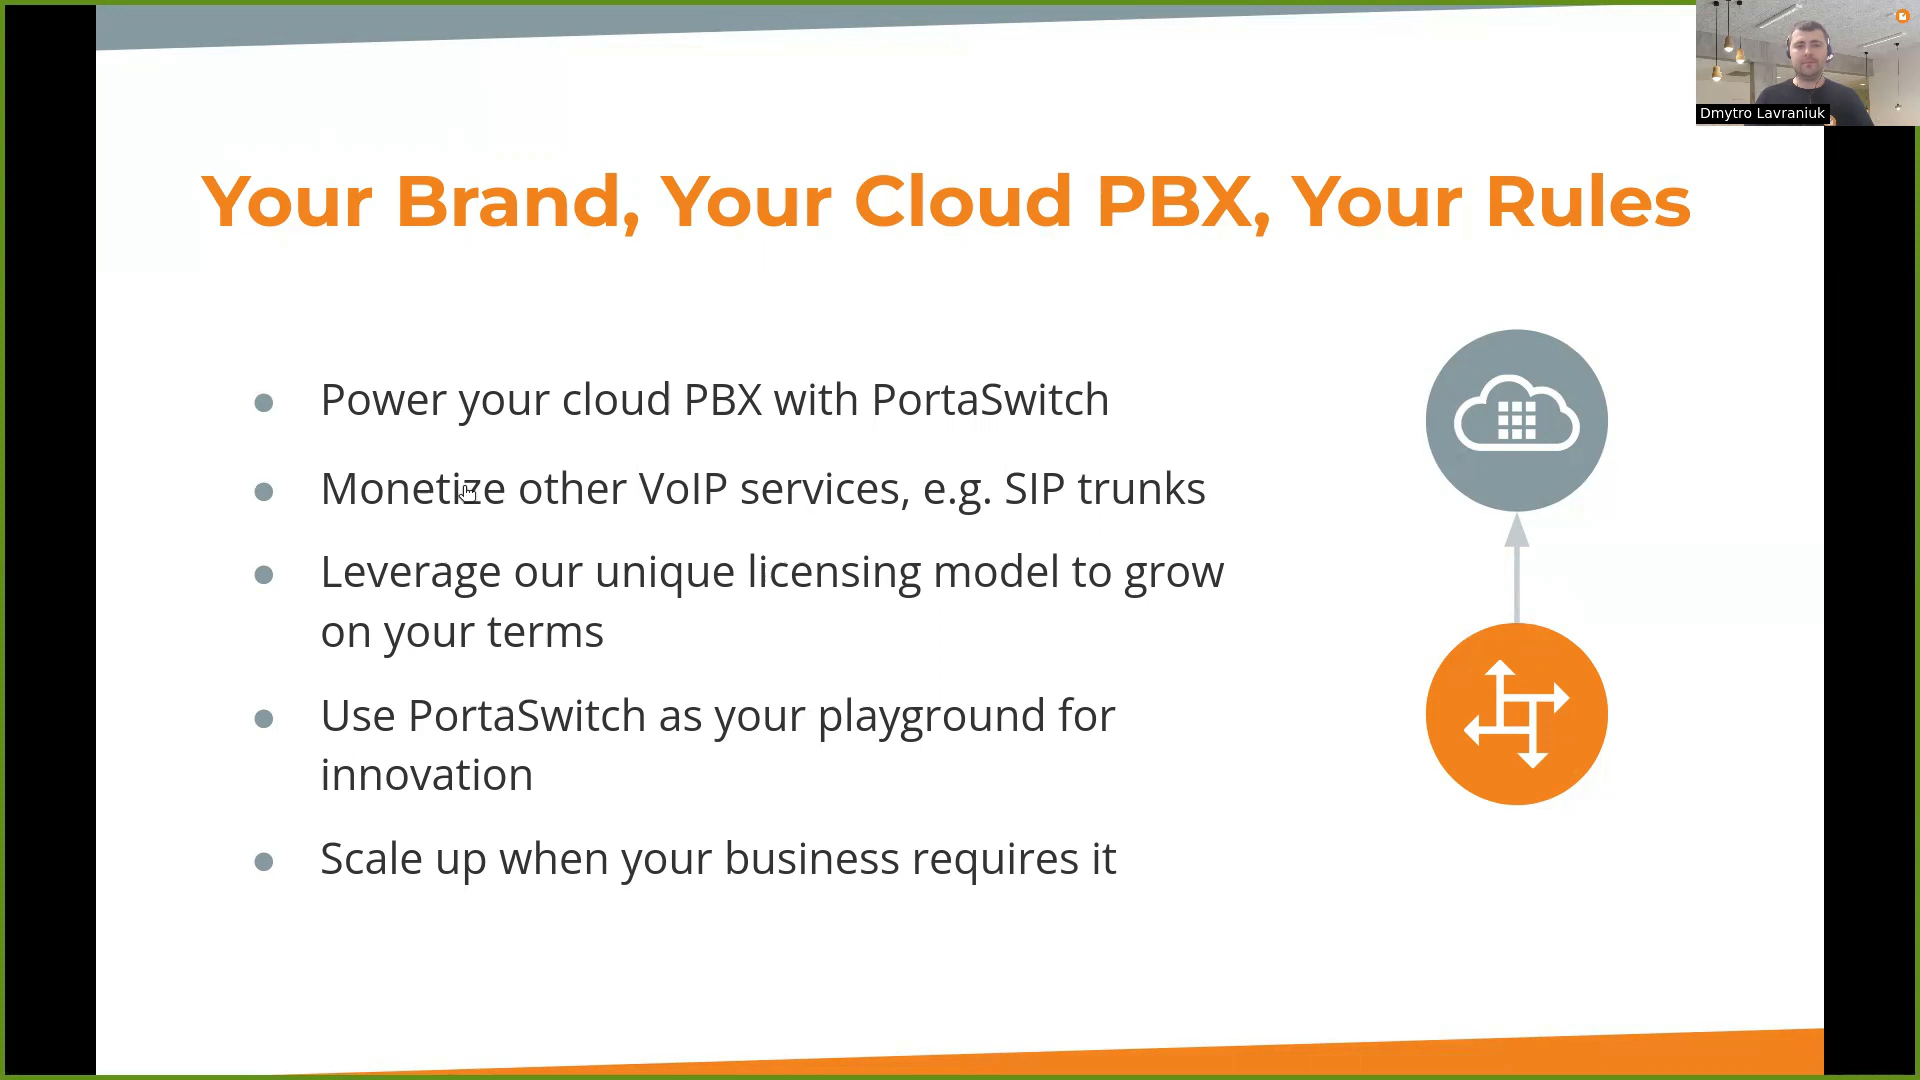 Dmytro Lavraniuk
Your Brand, Your Cloud PBX, Your Rules
Power your cloud PBX with PortaSwitch
Monetize other VoIP services, e.g. SIP trunks
Leverage our unique licensing model to grow
on your terms
Use PortaSwitch as your playground for
innovation
Scale up when your business requires it